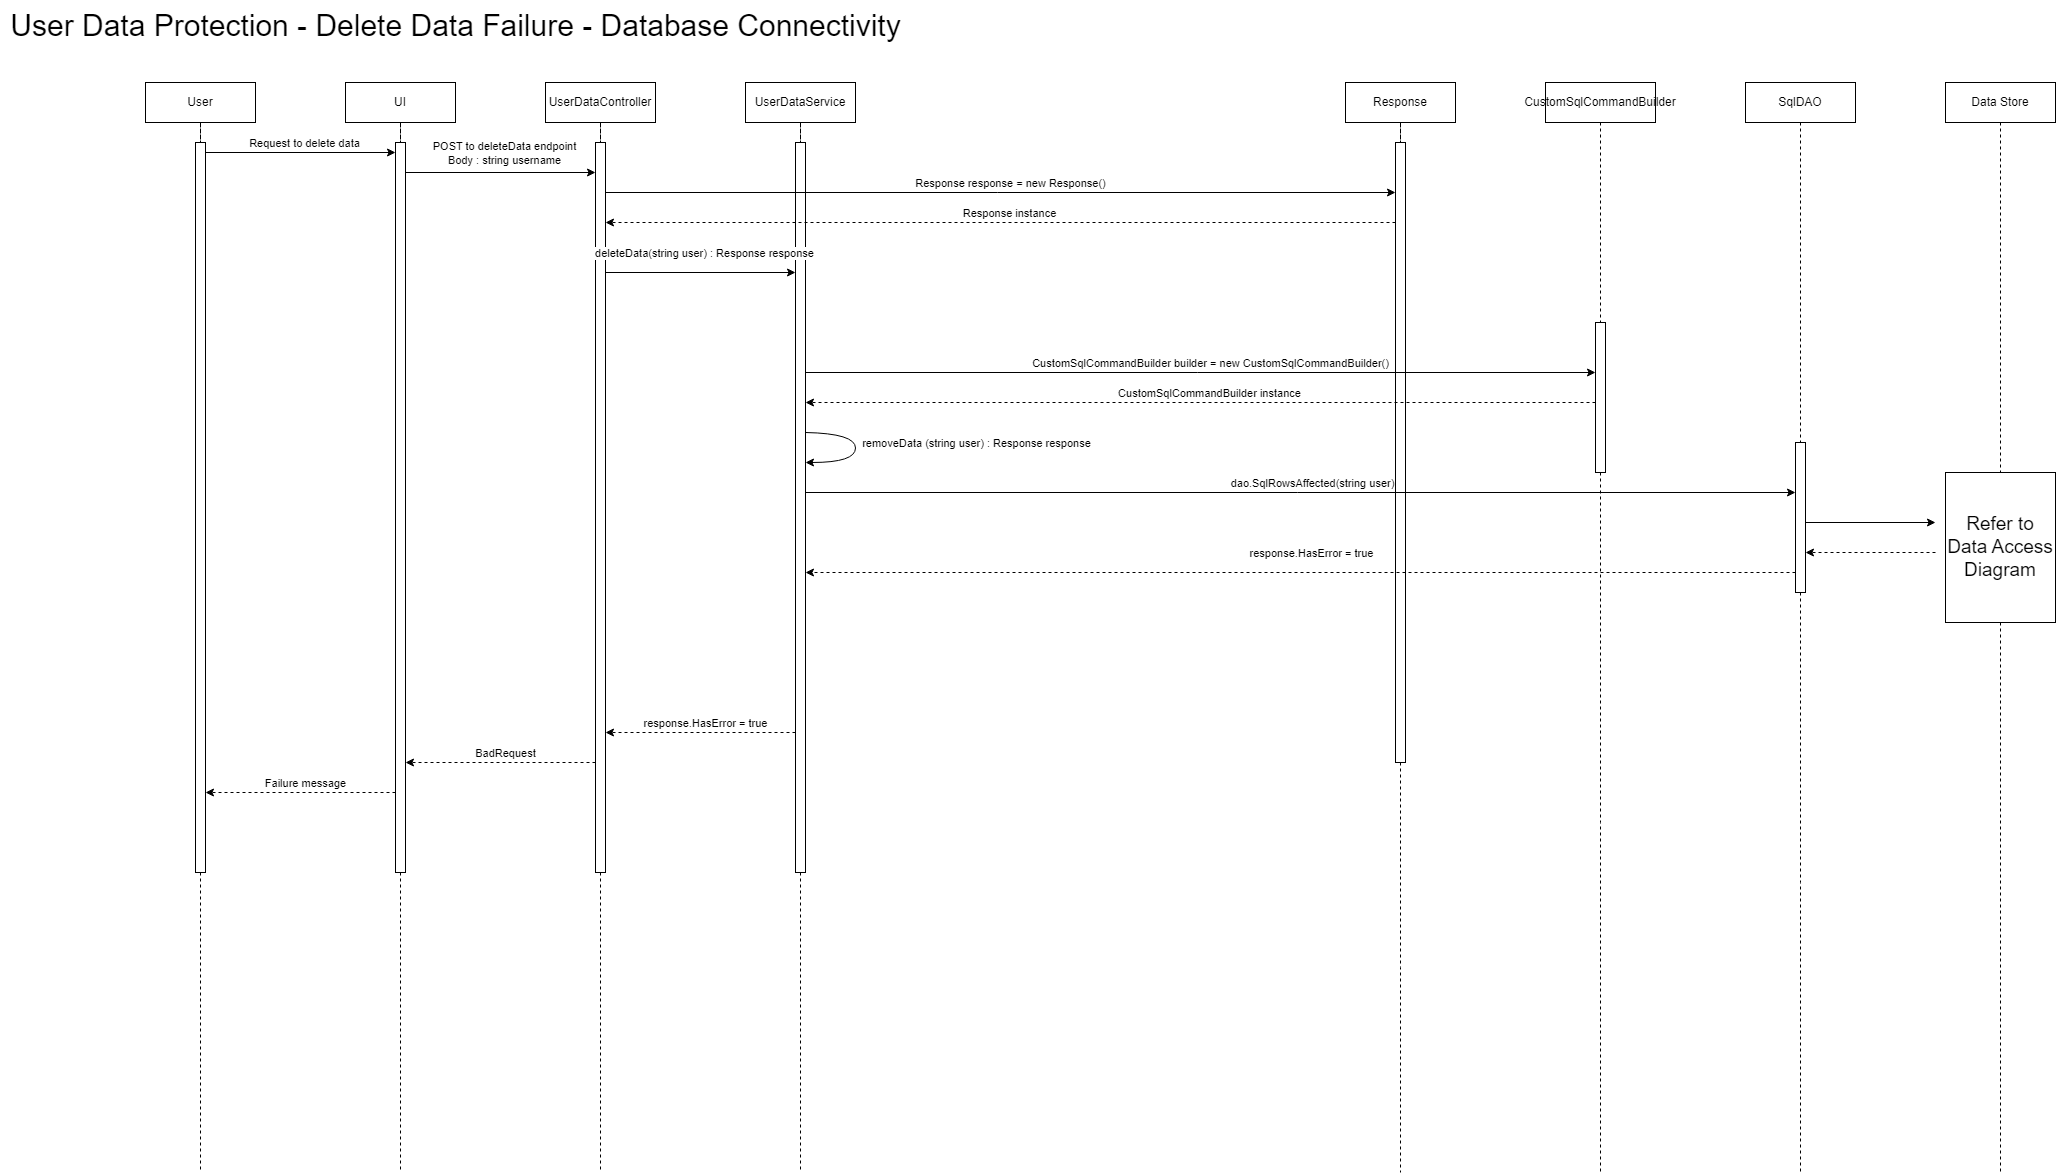 User Data Protection - Delete Data Failure - Database Connectivity
User
UI
UserDataController
UserDataService
Response
CustomSqlCommandBuilder
SqlDAO
Data Store
Request to delete data
POST to deleteData endpoint
Body : string username
Response response = new Response()
Response instance
deleteData(string user) : Response response
CustomSqlCommandBuilder builder = new CustomSqlCommandBuilder()
CustomSqlCommandBuilder instance
removeData (string user) : Response response
dao.SqlRowsAffected(string user)
Refer to
Data Access
Diagram
response.HasError = true
response.HasError = true
BadRequest
Failure message